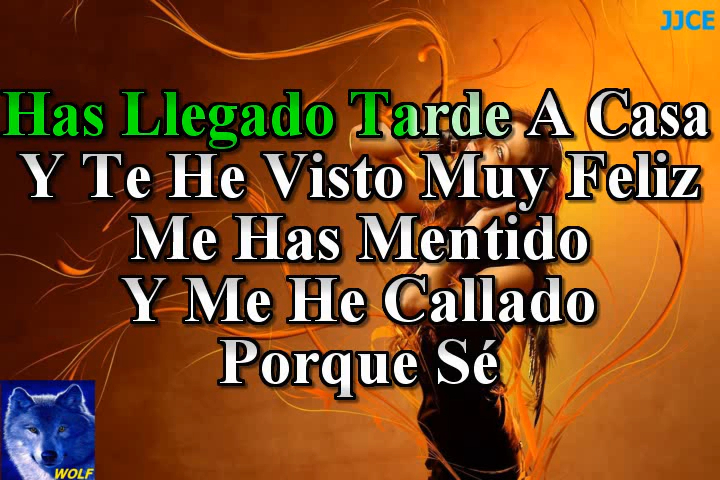 JJCE
Has Llegado Tarde A Casa
Y Te He Visto Muy Feliz
Me Has Mentido
Y Me He Callado
Porque Sé
WOLF